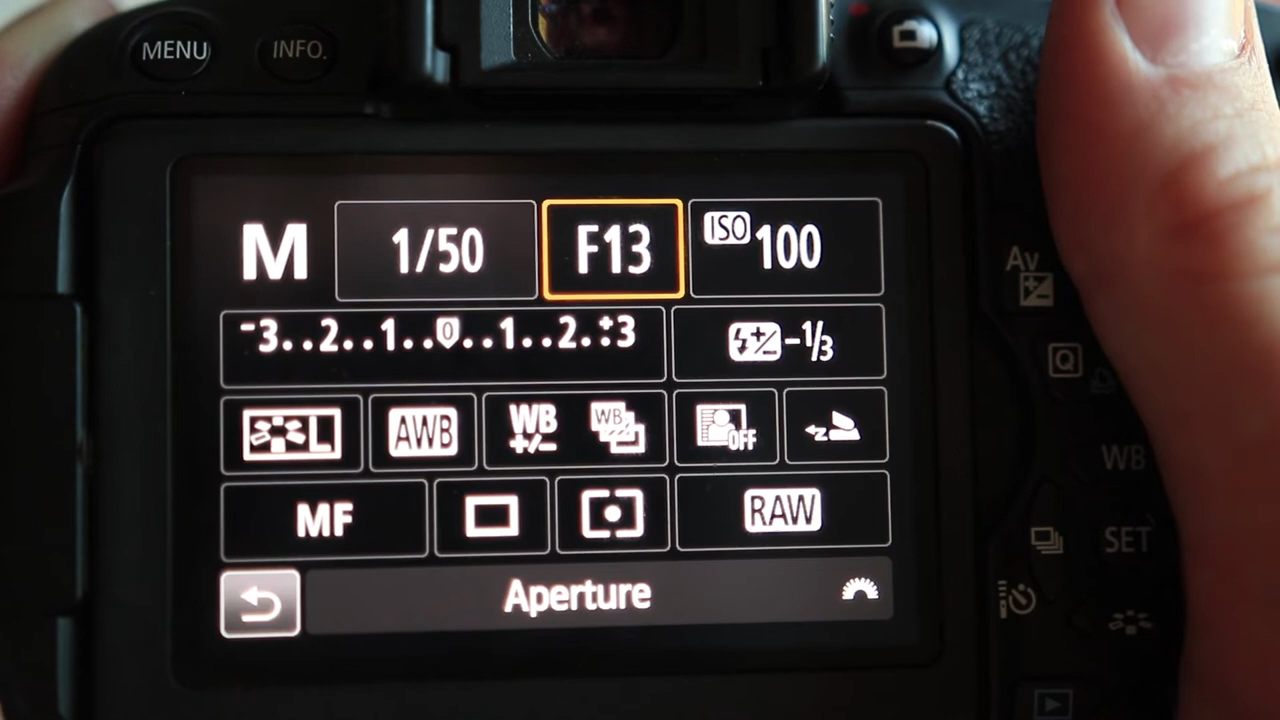 MENU INFO.
M 1/50 F13 ISO 100
-3..2..1..0..1..2.:+3 -1/3
L AWB WB +/- WB OFF z
MF RAW
Aperture
Av
Q
WB
SET